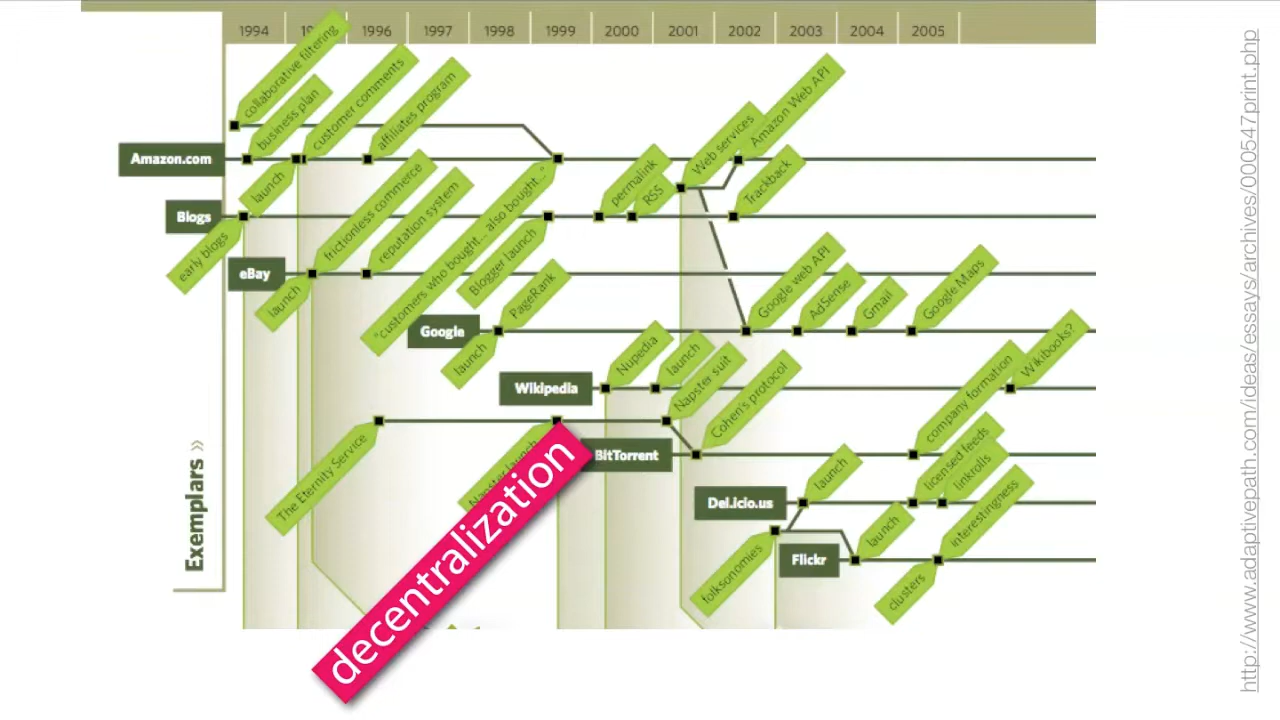 1994
1996
1997
1998
1999
2000
2001
2002
2003
2004
2005
collaborative filtering
business plan
customer comments
affiliates program
Web services
Amazon Web API
Amazon.com
launch
frictionless commerce
reputation system
"customers who bought... also bought..."
permalink
RSS
Trackback
Blogs
early blogs
Blogger launch
eBay
launch
PageRank
Google web API
AdSense
Gmail
Google Maps
Google
launch
Nupedia
launch
Napster suit
Cohen's protocol
Wikipedia
company formation
Wikibooks?
The Eternity Service
Napster launch
BitTorrent
launch
licensed feeds
linkrolls
Del.icio.us
folksonomies
launch
interestingness
Flickr
clusters
Exemplars »
decentralization
http://www.adaptivepath.com/ideas/essays/archives/000547print.php